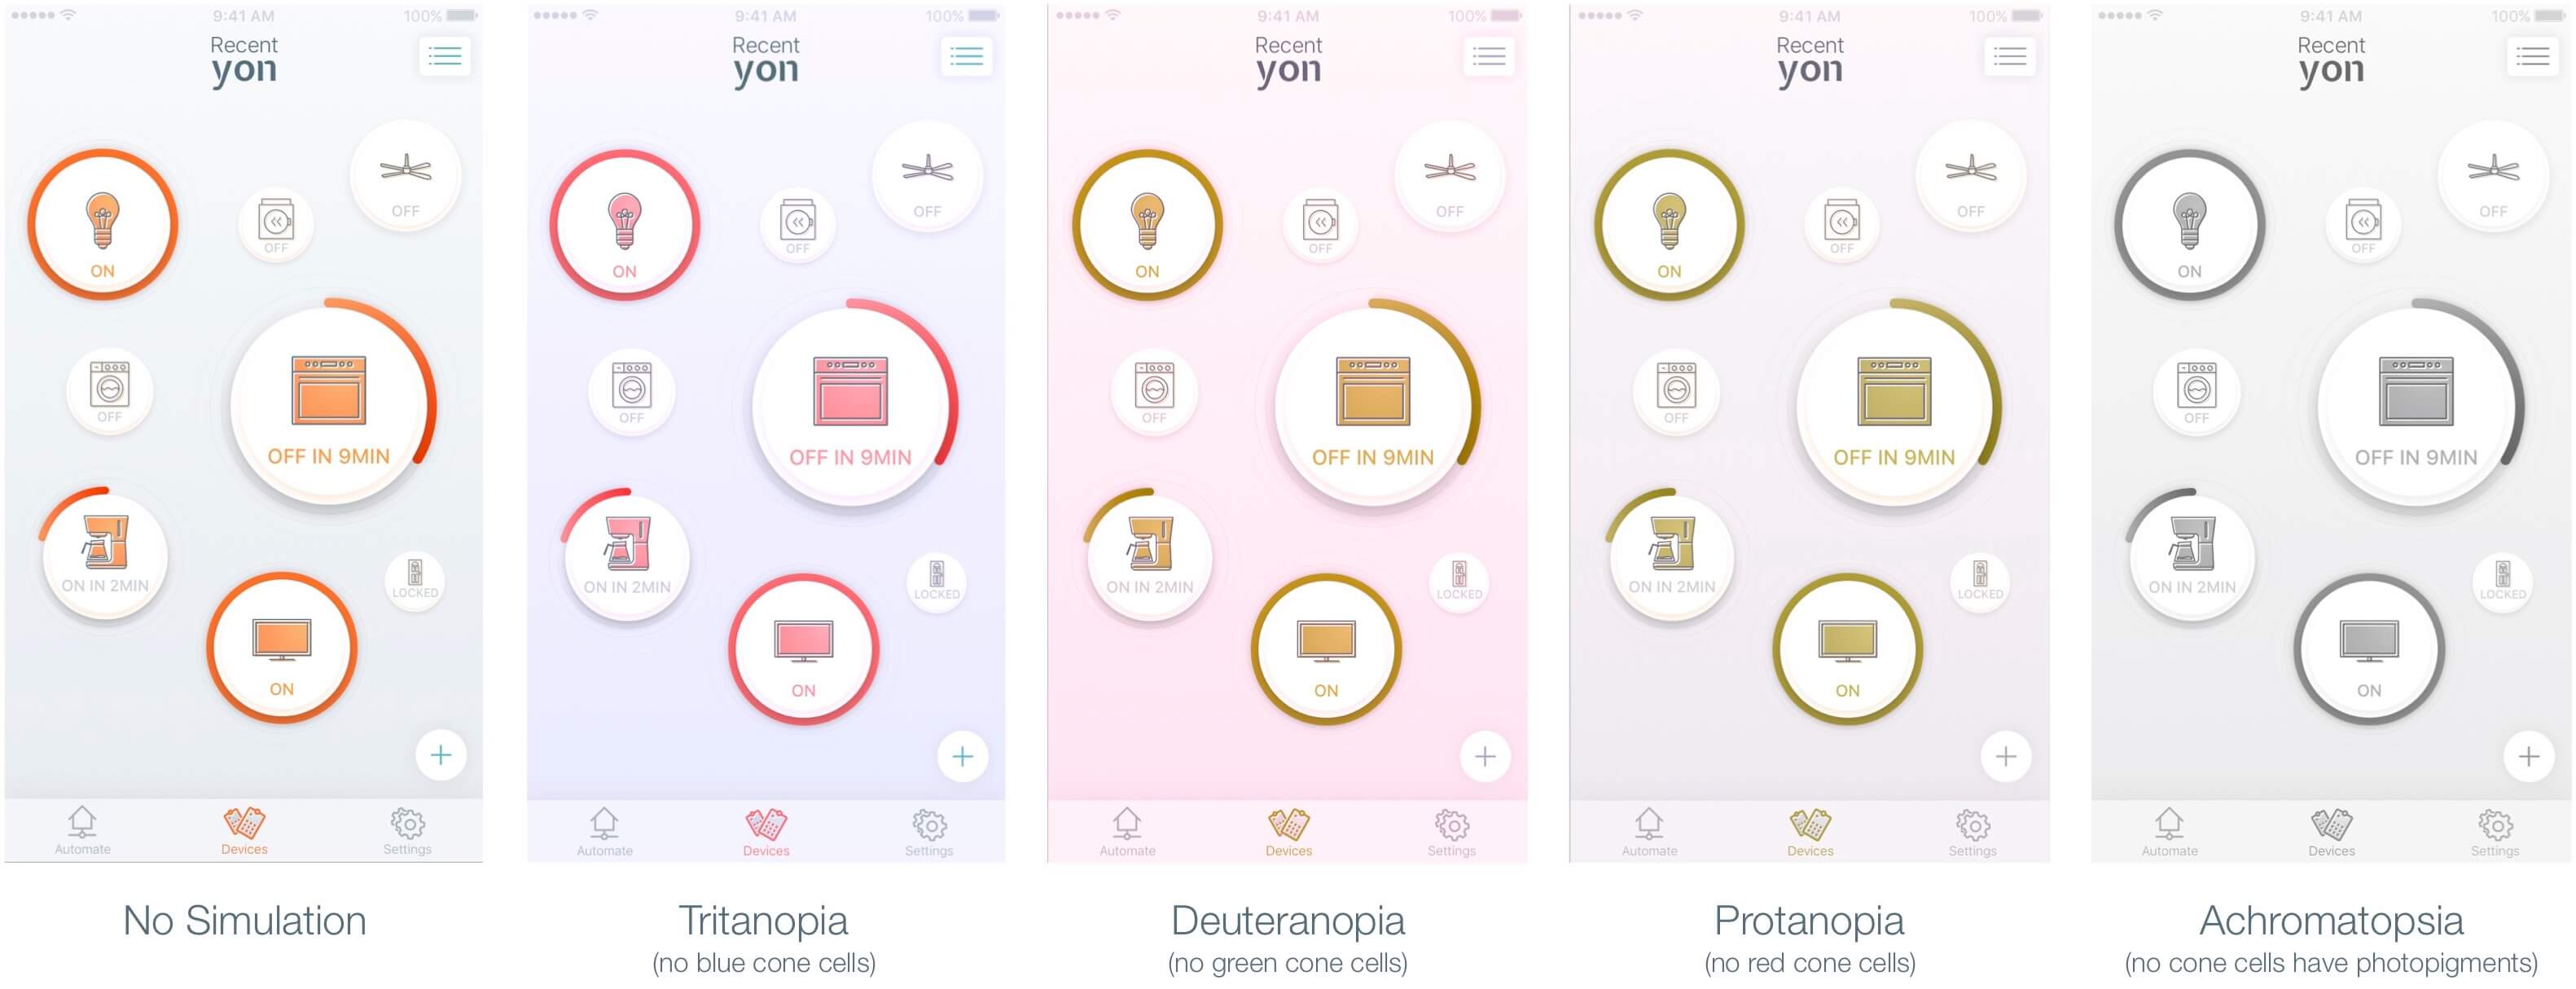 9:41 AM 100%
Recent
yon
OFF
OFF
ON
OFF
OFF IN 9MIN
ON IN 2MIN
LOCKED
ON
+
Automate Devices Settings
No Simulation
9:41 AM 100%
Recent
yon
OFF
OFF
ON
OFF
OFF IN 9MIN
ON IN 2MIN
LOCKED
ON
+
Automate Devices Settings
Tritanopia
(no blue cone cells)
9:41 AM 100%
Recent
yon
OFF
OFF
ON
OFF
OFF IN 9MIN
ON IN 2MIN
LOCKED
ON
+
Automate Devices Settings
Deuteranopia
(no green cone cells)
9:41 AM 100%
Recent
yon
OFF
OFF
ON
OFF
OFF IN 9MIN
ON IN 2MIN
LOCKED
ON
+
Automate Devices Settings
Protanopia
(no red cone cells)
9:41 AM 100%
Recent
yon
OFF
OFF
ON
OFF
OFF IN 9MIN
ON IN 2MIN
LOCKED
ON
+
Automate Devices Settings
Achromatopsia
(no cone cells have photopigments)